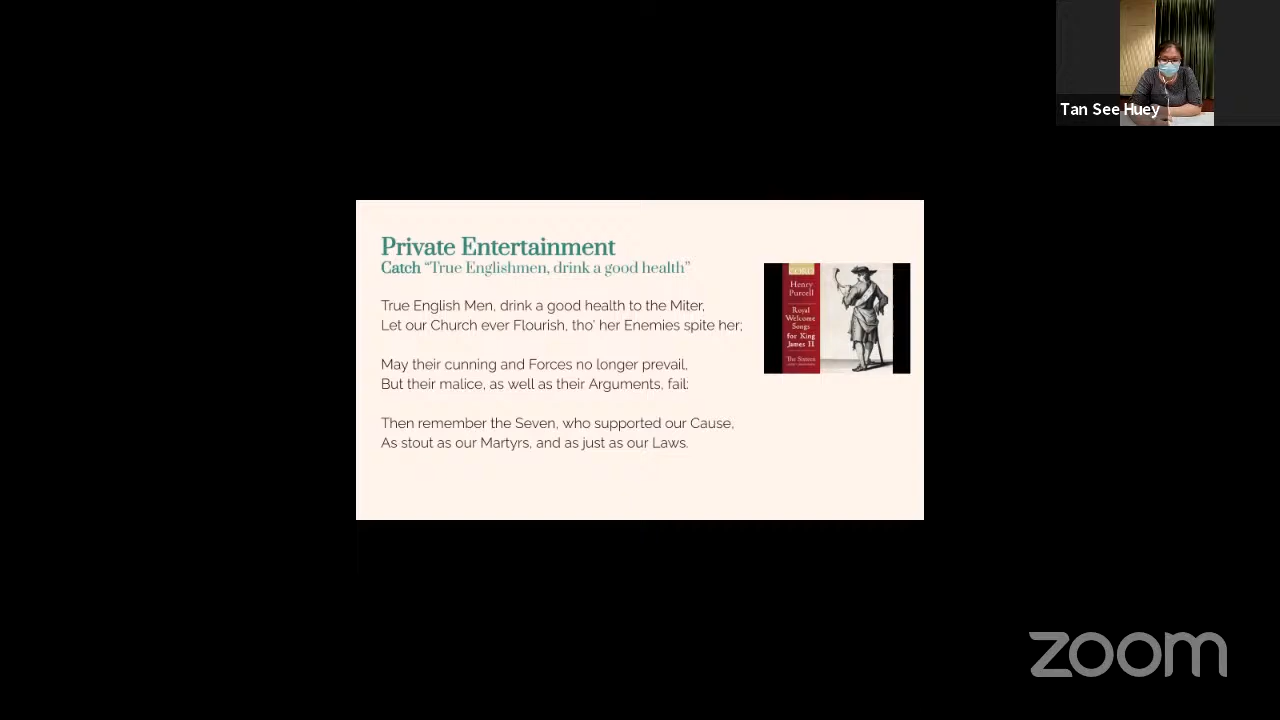 Tan See Huey
Private Entertainment
Catch “True Englishmen, drink a good health”
True English Men, drink a good health to the Miter,
Let our Church ever Flourish, tho' her Enemies spite her;
May their cunning and Forces no longer prevail,
But their malice, as well as their Arguments, fail:
Then remember the Seven, who supported our Cause,
As stout as our Martyrs, and as just as our Laws.
Henry
Purcell
Royal
Welcome
Songs
for King
James II
The Sixteen
zoom